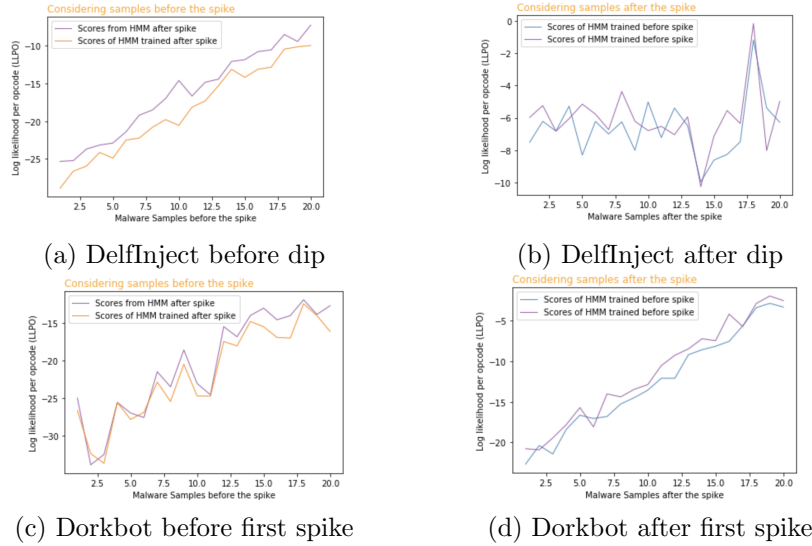 Considering samples before the spike
Scores from HMM after spike
Scores of HMM trained after spike
Log likelihood per opcode (LLPO)
−10
−15
−20
−25
2.5 5.0 7.5 10.0 12.5 15.0 17.5 20.0
Malware Samples before the spike
(a) DelfInject before dip
Considering samples after the spike
Scores of HMM trained before spike
Scores of HMM trained before spike
Log likelihood per opcode (LLPO)
0
−2
−4
−6
−8
−10
2.5 5.0 7.5 10.0 12.5 15.0 17.5 20.0
Malware Samples after the spike
(b) DelfInject after dip
Considering samples before the spike
Scores from HMM after spike
Scores of HMM trained after spike
Log likelihood per opcode (LLPO)
−15
−20
−25
−30
2.5 5.0 7.5 10.0 12.5 15.0 17.5 20.0
Malware Samples before the spike
(c) Dorkbot before first spike
Considering samples after the spike
Scores of HMM trained before spike
Scores of HMM trained before spike
Log likelihood per opcode (LLPO)
−5
−10
−15
−20
2.5 5.0 7.5 10.0 12.5 15.0 17.5 20.0
Malware Samples after the spike
(d) Dorkbot after first spike